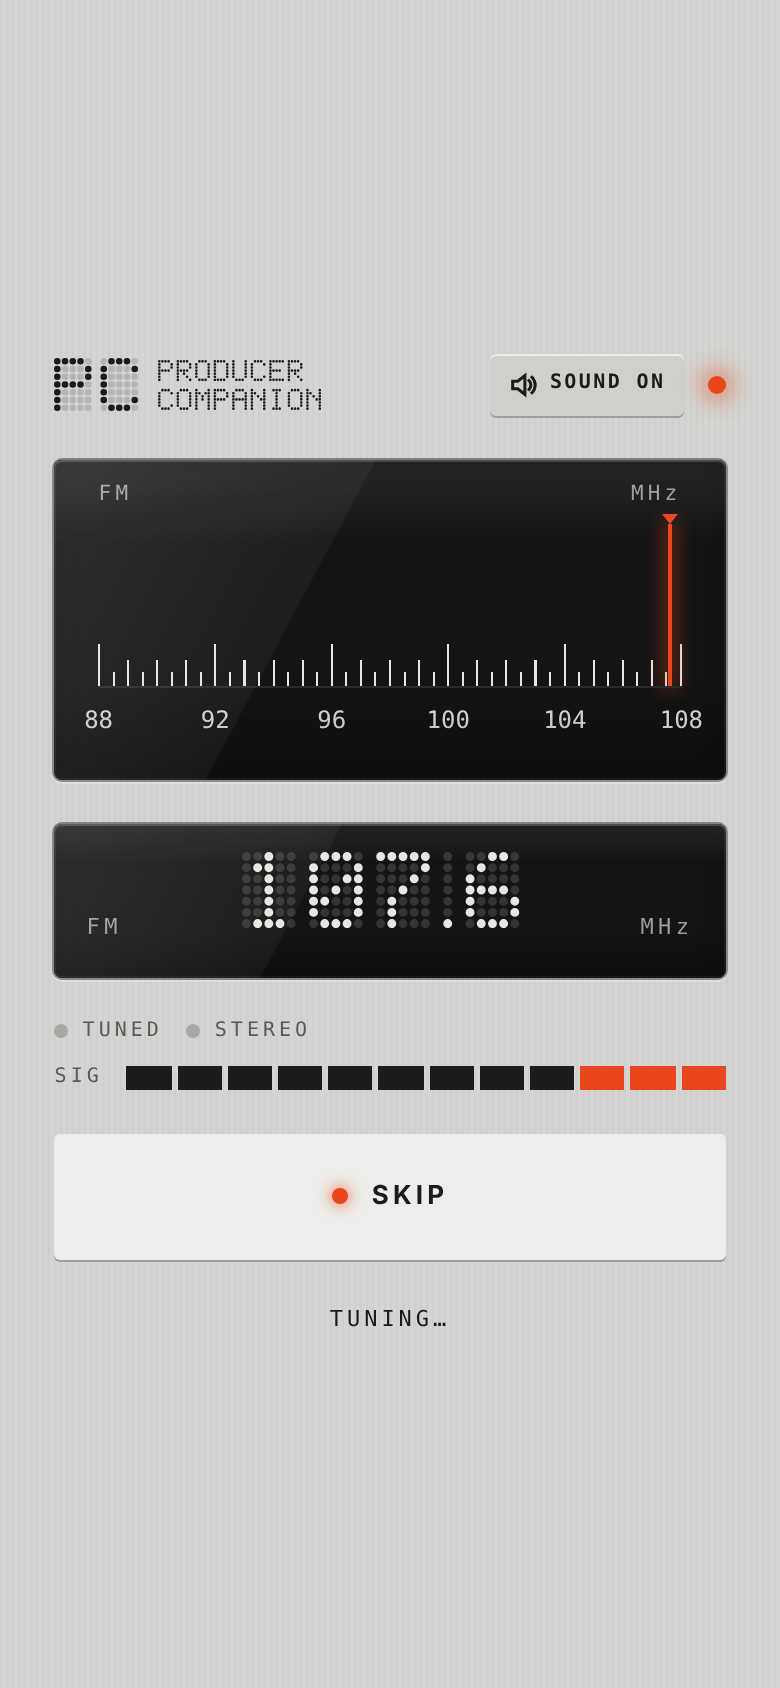 PC PRODUCER COMPANION SOUND ON
FM MHz
88 92 96 100 104 108
FM 107.6 MHz
TUNED STEREO
SIG
SKIP
TUNING…